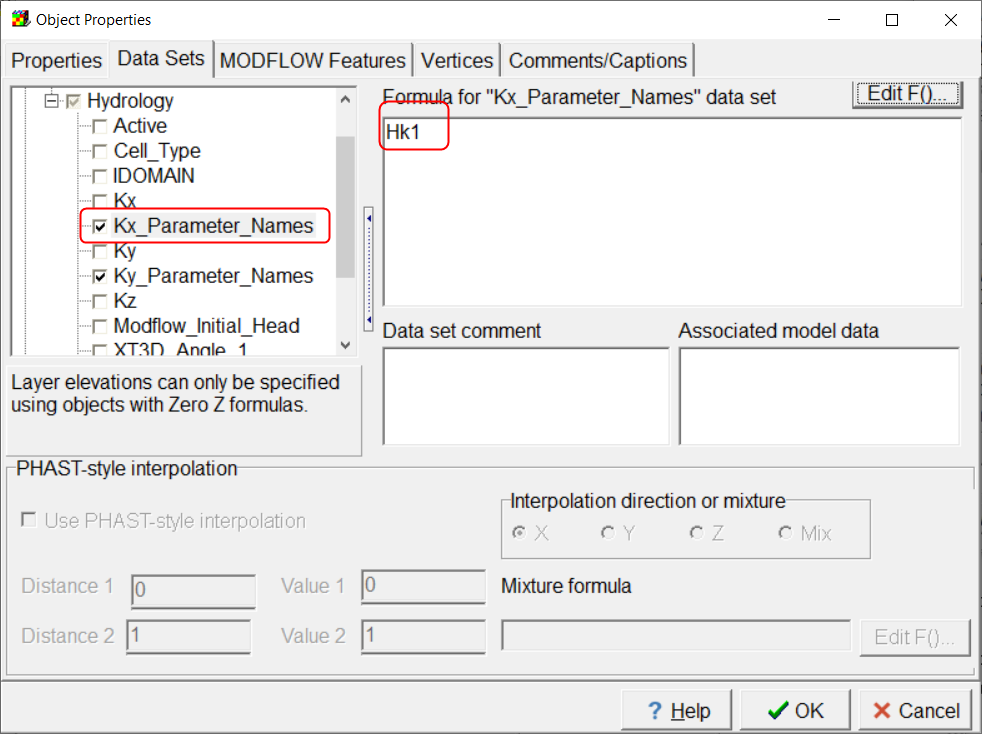 Object Properties
Properties
Data Sets
MODFLOW Features
Vertices
Comments/Captions
Hydrology
Active
Cell_Type
IDOMAIN
Kx
Kx_Parameter_Names
Ky
Ky_Parameter_Names
Kz
Modflow_Initial_Head
XT3D_Angle_1
Layer elevations can only be specified
using objects with Zero Z formulas.
Formula for "Kx_Parameter_Names" data set
Edit F()...
Hk1
Data set comment
Associated model data
PHAST-style interpolation
Use PHAST-style interpolation
Interpolation direction or mixture
X Y Z Mix
Distance 1 0 Value 1 0 Mixture formula
Distance 2 1 Value 2 1 Edit F()...
? Help OK Cancel